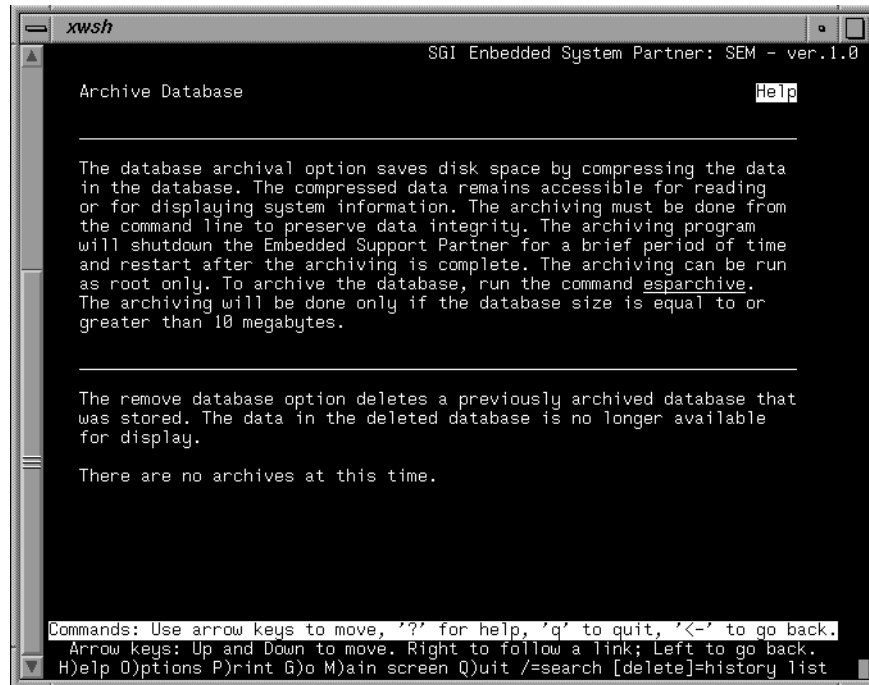 xwsh
SGI Enbedded System Partner: SEM - ver.1.0
Archive Database
Help
The database archival option saves disk space by compressing the data
in the database. The compressed data remains accessible for reading
or for displaying system information. The archiving must be done from
the command line to preserve data integrity. The archiving program
will shutdown the Embedded Support Partner for a brief period of time
and restart after the archiving is complete. The archiving can be run
as root only. To archive the database, run the command esparchive.
The archiving will be done only if the database size is equal to or
greater than 10 megabytes.
The remove database option deletes a previously archived database that
was stored. The data in the deleted database is no longer available
for display.
There are no archives at this time.
Commands: Use arrow keys to move, '?' for help, 'q' to quit, '<-' to go back.
Arrow keys: Up and Down to move. Right to follow a link; Left to go back.
H)elp O)ptions P)rint G)o M)ain screen Q)uit /=search [delete]=history list